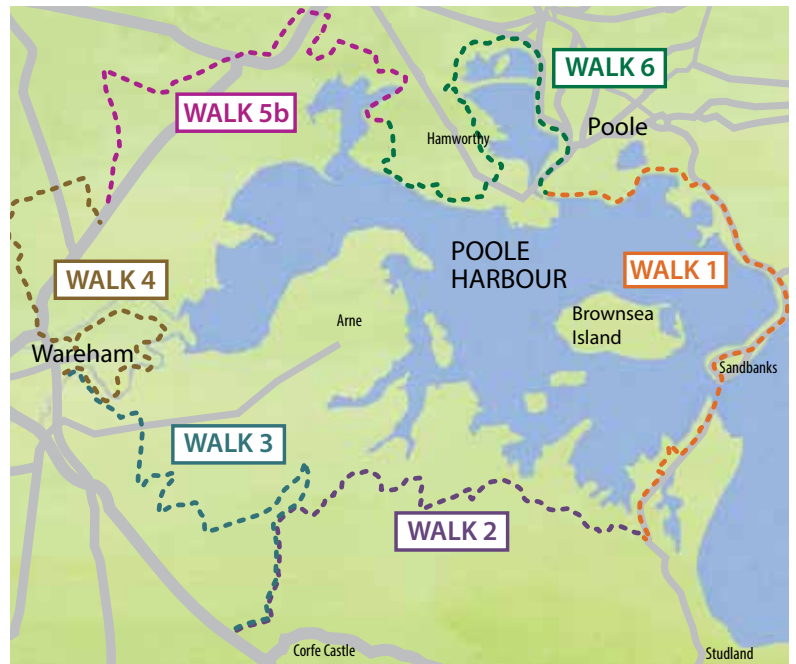 WALK 6
WALK 5b
Poole
Hamworthy
POOLE
HARBOUR
WALK 1
WALK 4
Brownsea
Island
Arne
Wareham
Sandbanks
WALK 3
WALK 2
Corfe Castle
Studland